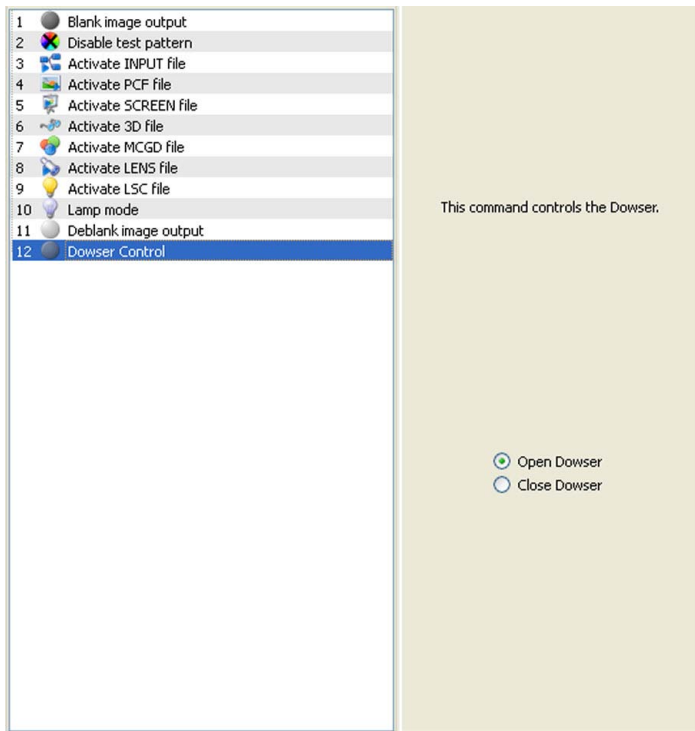 1 Blank image output
2 Disable test pattern
3 Activate INPUT file
4 Activate PCF file
5 Activate SCREEN file
6 Activate 3D file
7 Activate MCGD file
8 Activate LENS file
9 Activate LSC file
10 Lamp mode
11 Deblank image output
12 Dowser Control
This command controls the Dowser.
Open Dowser
Close Dowser